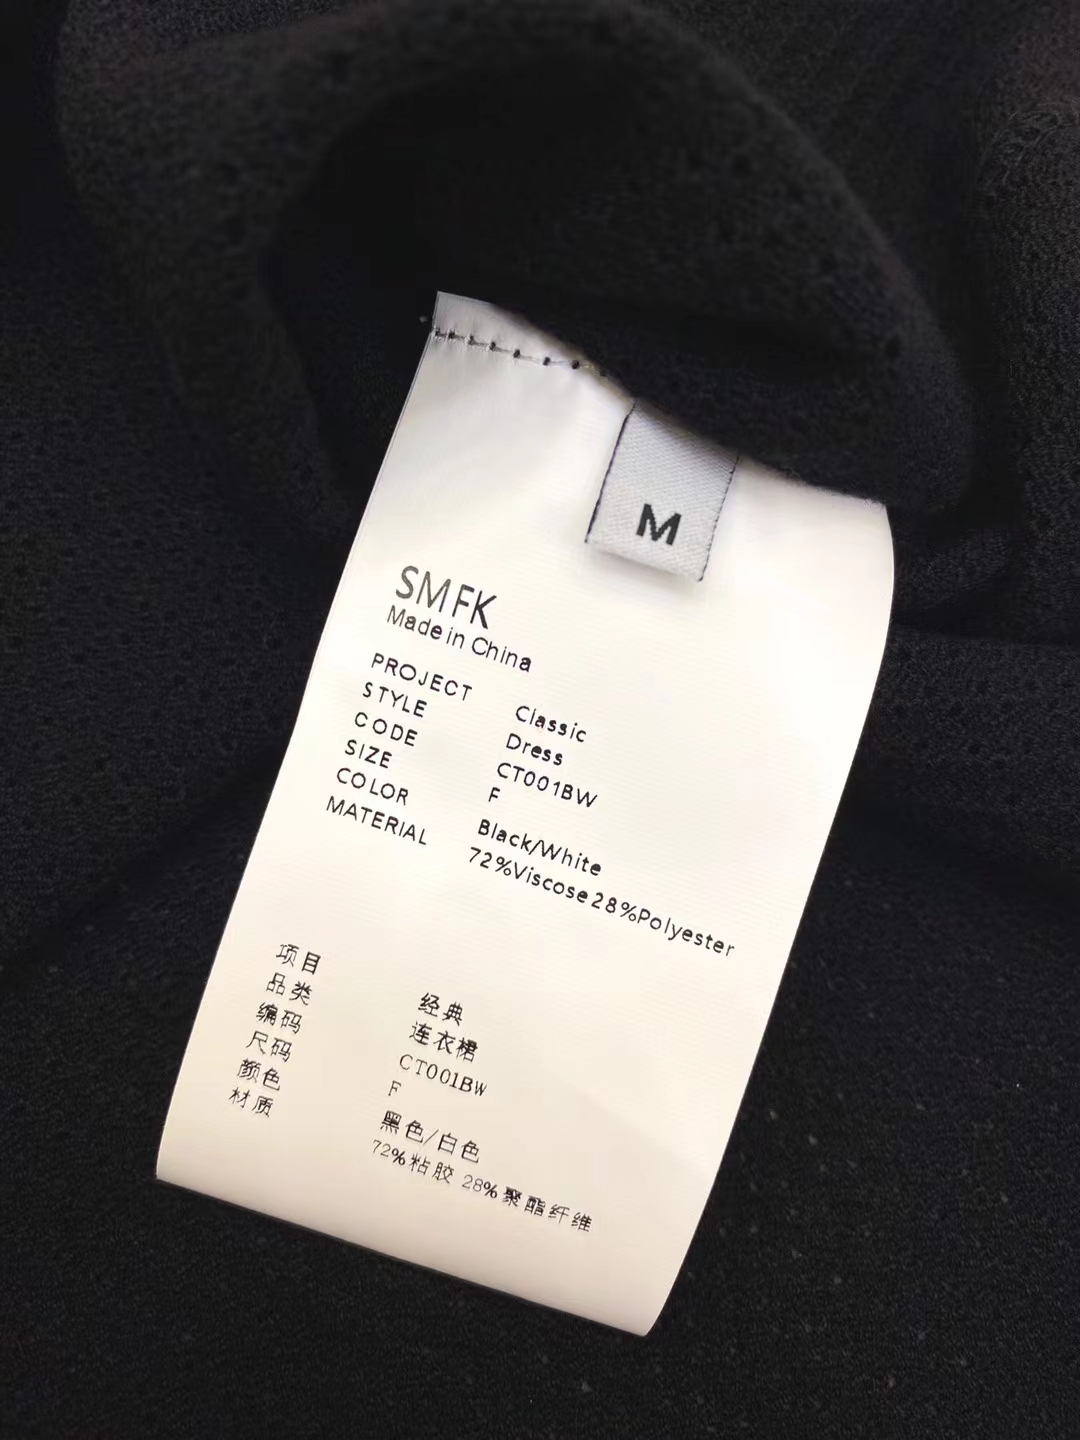 M
SMFK
Made in China
PROJECT Classic
STYLE Dress
CODE CT001BW
SIZE F
COLOR Black/White
MATERIAL 72%Viscose28%Polyester
项目 经典
品类 连衣裙
编码 CT001BW
尺码 F
颜色 黑色/白色
材质 72%粘胶 28%聚酯纤维